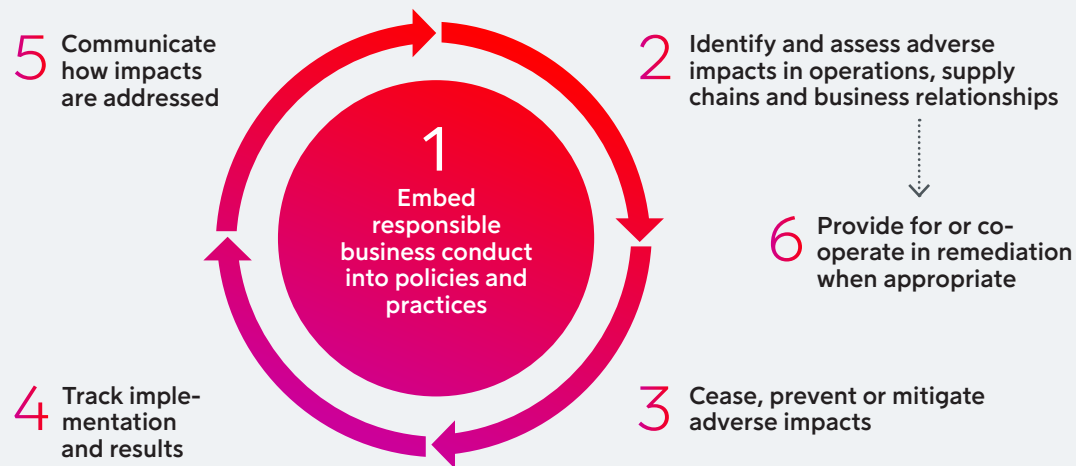 1
Embed
responsible
business conduct
into policies and
practices
2
Identify and assess adverse
impacts in operations, supply
chains and business relationships
3
Cease, prevent or mitigate
adverse impacts
4
Track imple-
mentation
and results
5
Communicate
how impacts
are addressed
6
Provide for or co-
operate in remediation
when appropriate